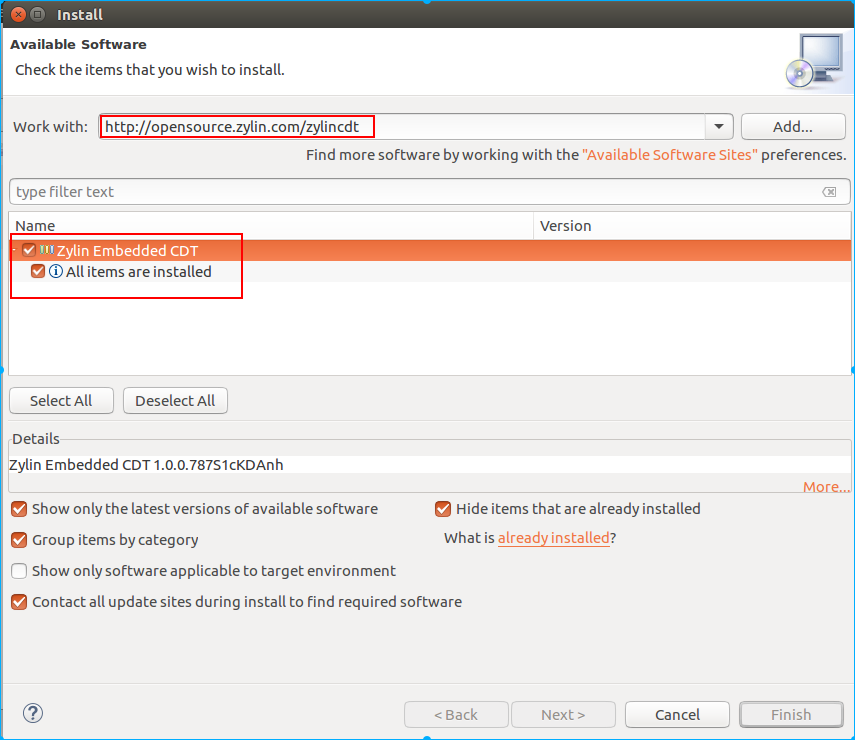 Install
Available Software
Check the items that you wish to install.
Work with: http://opensource.zylin.com/zylincdt Add...
Find more software by working with the "Available Software Sites" preferences.
type filter text
Name Version
Zylin Embedded CDT
All items are installed
Select All Deselect All
Details
Zylin Embedded CDT 1.0.0.787S1cKDAnh
More...
Show only the latest versions of available software Hide items that are already installed
Group items by category What is already installed?
Show only software applicable to target environment
Contact all update sites during install to find required software
? < Back Next > Cancel Finish